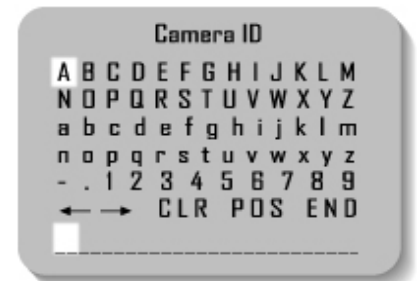 Camera ID
A B C D E F G H I J K L M
N O P Q R S T U V W X Y Z
a b c d e f g h i j k l m
n o p q r s t u v w x y z
- . 1 2 3 4 5 6 7 8 9
← → CLR POS END